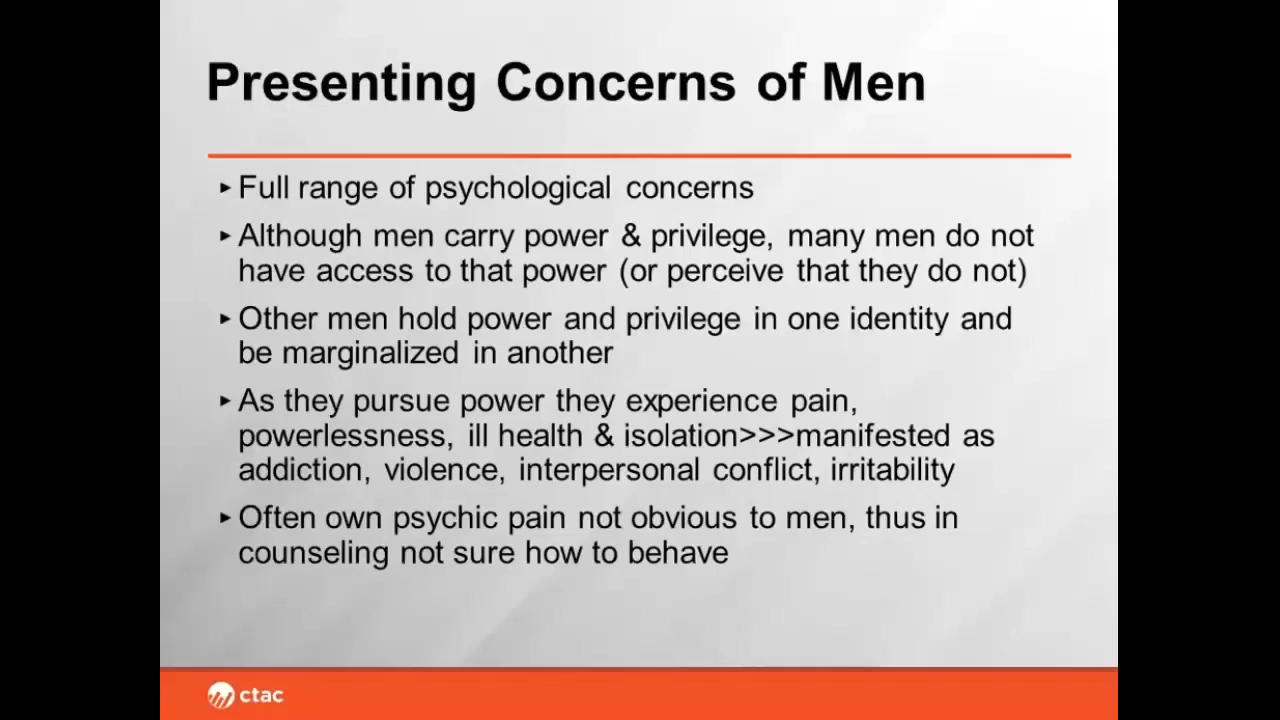 Presenting Concerns of Men
▸Full range of psychological concerns
▸Although men carry power & privilege, many men do not
have access to that power (or perceive that they do not)
▸Other men hold power and privilege in one identity and
be marginalized in another
▸As they pursue power they experience pain,
powerlessness, ill health & isolation>>>manifested as
addiction, violence, interpersonal conflict, irritability
▸Often own psychic pain not obvious to men, thus in
counseling not sure how to behave
ctac